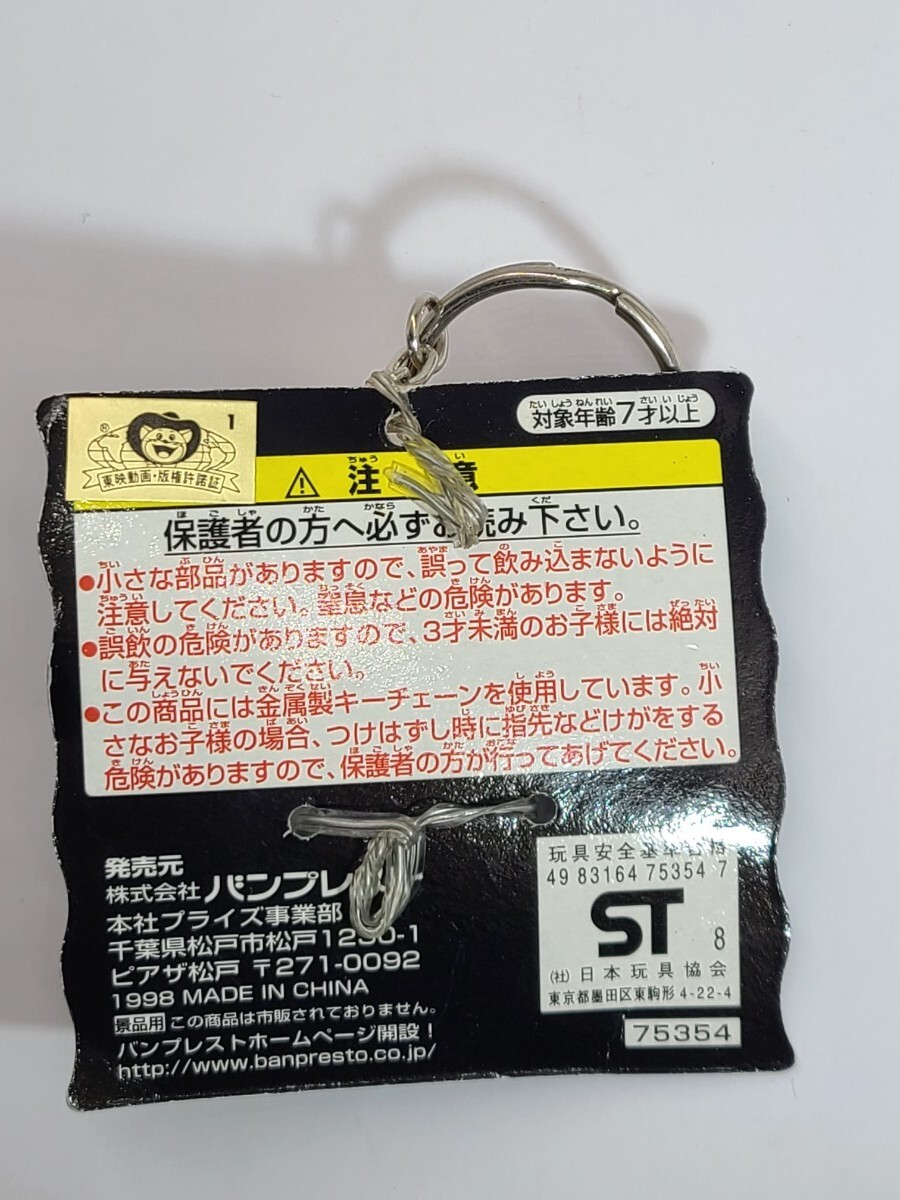 対象年齢7才以上
® 1
東映動画・版権許諾証
⚠ 注 意
保護者の方へ必ずお読み下さい。
●小さな部品がありますので、誤って飲み込まないように
注意してください。窒息などの危険があります。
●誤飲の危険がありますので、3才未満のお子様には絶対
に与えないでください。
●この商品には金属製キーチェーンを使用しています。小
さなお子様の場合、つけはずし時に指先などけがをする
危険がありますので、保護者の方が行ってあげてください。
発売元
株式会社 バンプレスト
本社プライズ事業部
千葉県松戸市松戸1230-1
ピアザ松戸 〒271-0092
1998 MADE IN CHINA
景品用 この商品は市販されておりません。
バンプレストホームページ開設！
http://www.banpresto.co.jp/
玩具安全基準合格
49 83164 75354 7
ST 8
(社) 日本玩具協会
東京都墨田区東駒形 4-22-4
75354